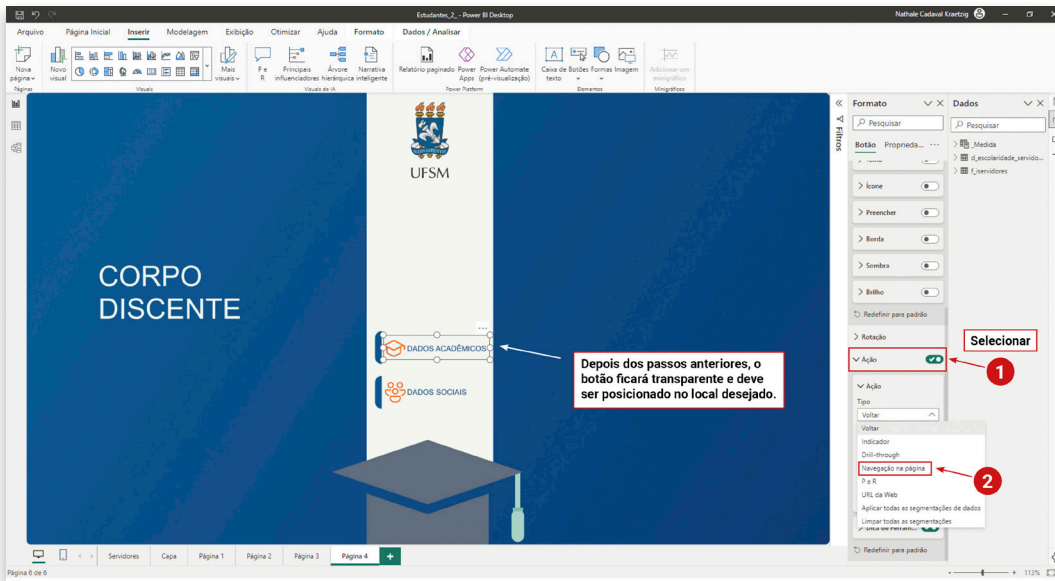 Estudantes_2_ - Power BI Desktop
Nathale Cadaval Kraetzig
Arquivo
Página Inicial
Inserir
Modelagem
Exibição
Otimizar
Ajuda
Formato
Dados / Analisar
Nova página
Novo visual
Mais visuais
P e R
Principais influenciadores
Árvore hierárquica
Narrativa inteligente
Relatório paginado
Power Apps
Power Automate (pré-visualização)
Caixa de texto
Botões
Formas
Imagem
Adicionar um minigráfico
Páginas
Visuais
Visuais de IA
Power Platform
Elementos
Minigráficos
UFSM
CORPO
DISCENTE
DADOS ACADÊMICOS
DADOS SOCIAIS
Depois dos passos anteriores, o
botão ficará transparente e deve
ser posicionado no local desejado.
Filtros
Formato
Pesquisar
Botão
Proprieda...
Ícone
Preencher
Borda
Sombra
Brilho
Redefinir para padrão
Rotação
Ação
Ação
Tipo
Voltar
Voltar
Indicador
Drill-through
Navegação na página
P e R
URL da Web
Aplicar todas as segmentações de dados
Limpar todas as segmentações
Redefinir para padrão
Selecionar
1
2
Dados
Pesquisar
_Medida
d_escolaridade_servido...
f_iservidores
Servidores
Capa
Página 1
Página 2
Página 3
Página 4
Página 6 de 6
113%